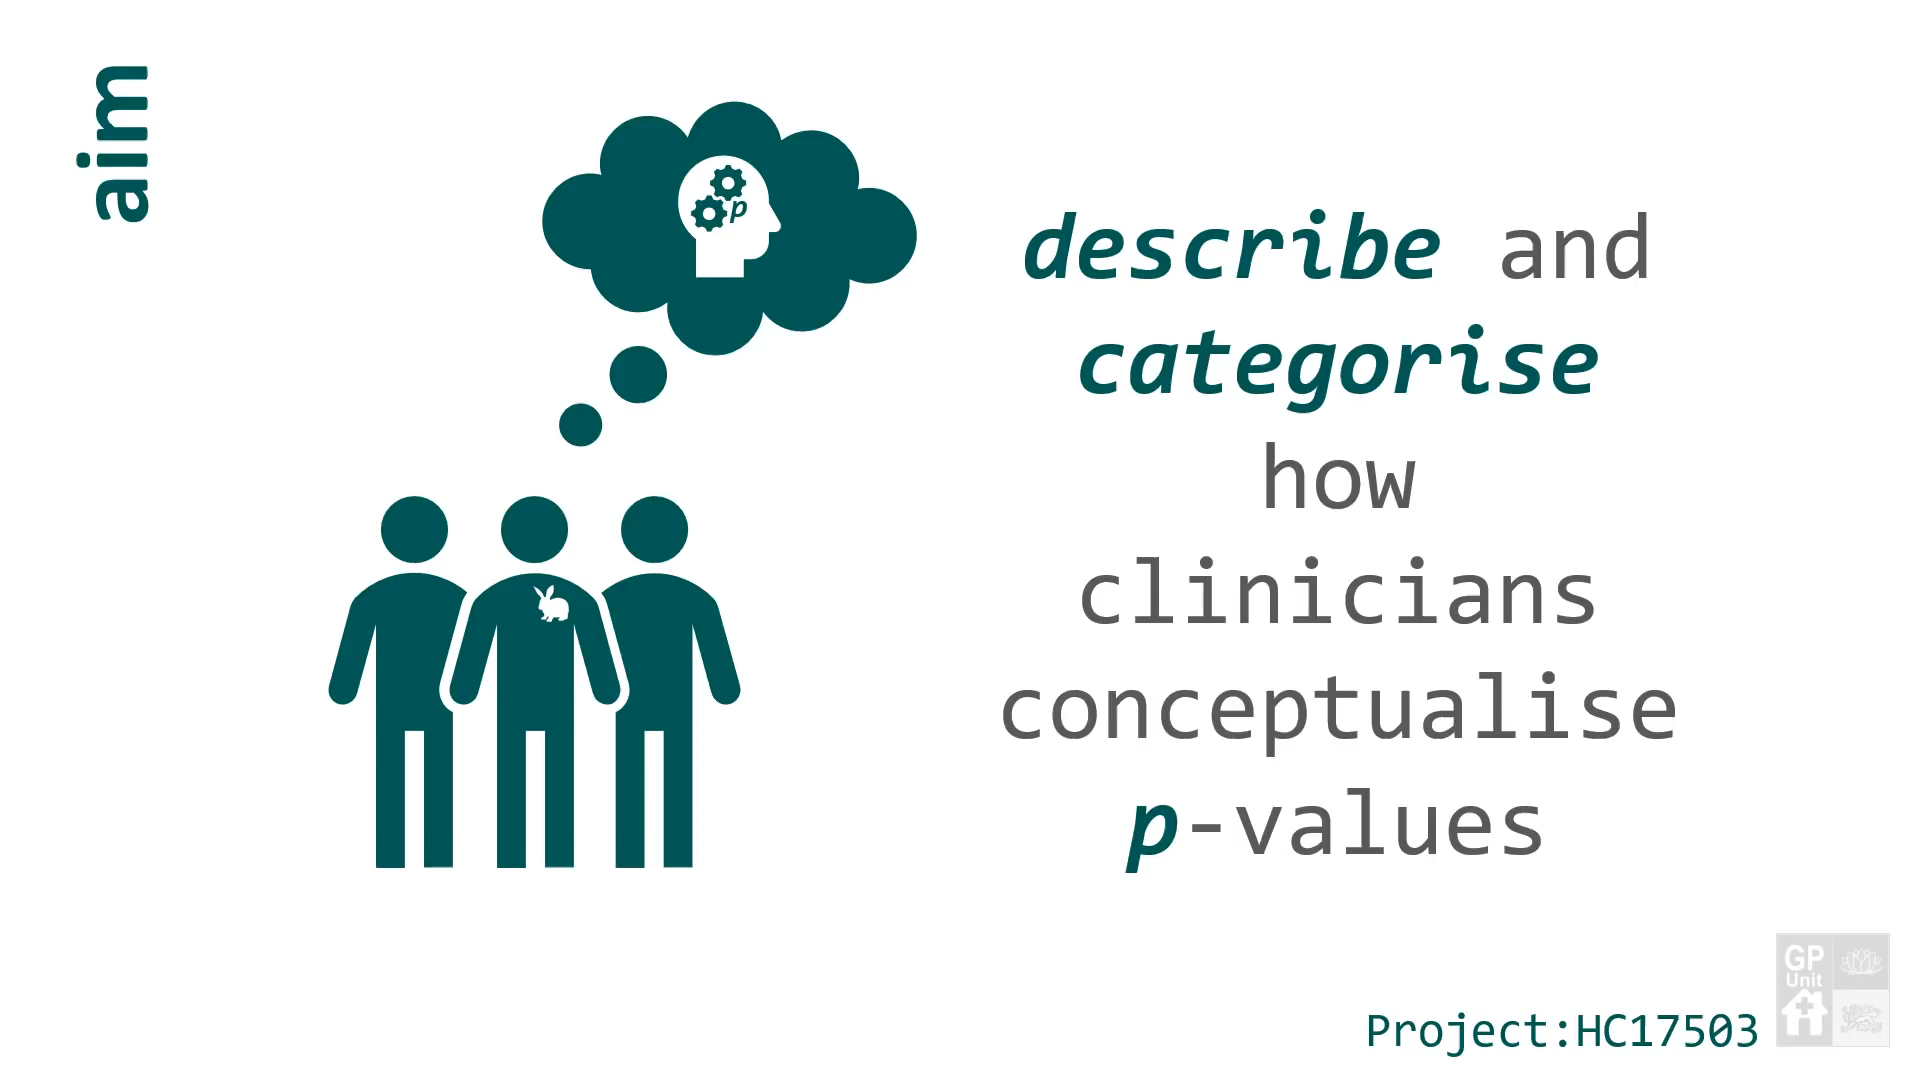 aim
p
describe and
categorise
how
clinicians
conceptualise
p-values
Project:HC17503
GP
Unit